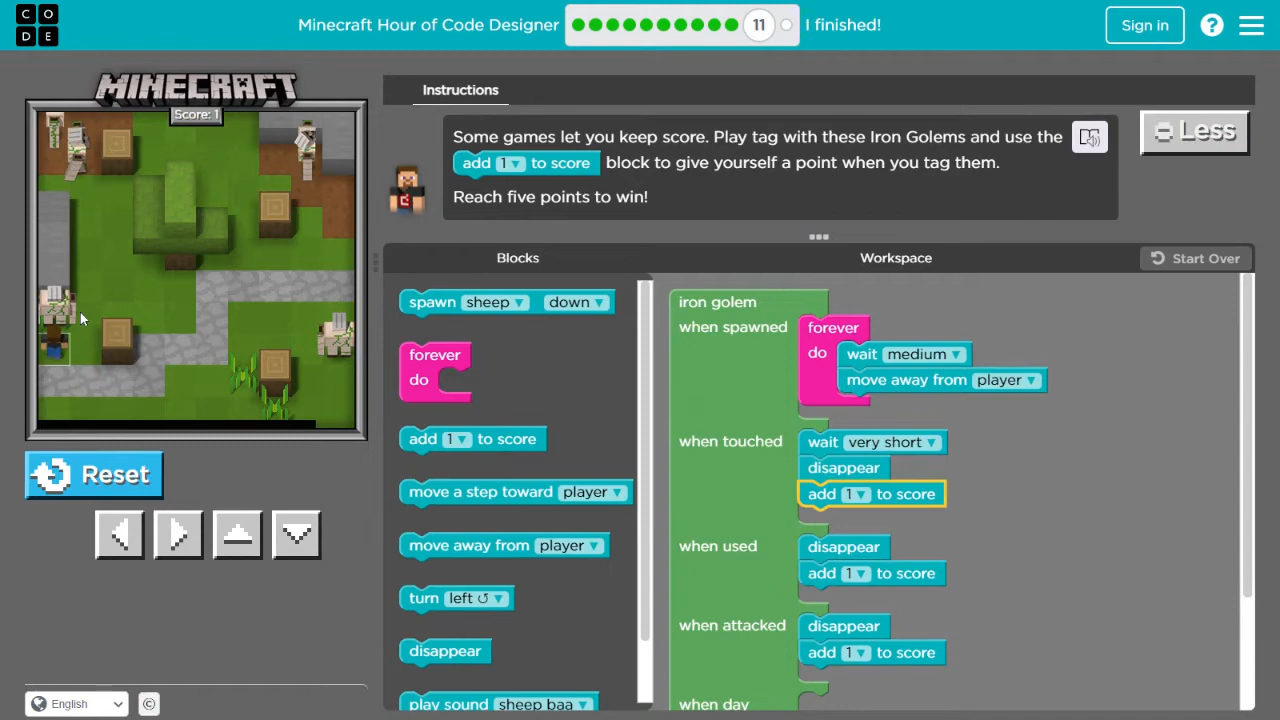 C O
D E
Minecraft Hour of Code Designer
11
I finished!
Sign in
?
MINECRAFT
Score: 1
Instructions
Some games let you keep score. Play tag with these Iron Golems and use the
add 1 to score block to give yourself a point when you tag them.
Reach five points to win!
Less
Blocks
Workspace
Start Over
spawn sheep down
forever
do
add 1 to score
move a step toward player
move away from player
turn left ↺
disappear
play sound sheep baa
iron golem
when spawned
forever
do
wait medium
move away from player
when touched
wait very short
disappear
add 1 to score
when used
disappear
add 1 to score
when attacked
disappear
add 1 to score
when day
Reset
English
©